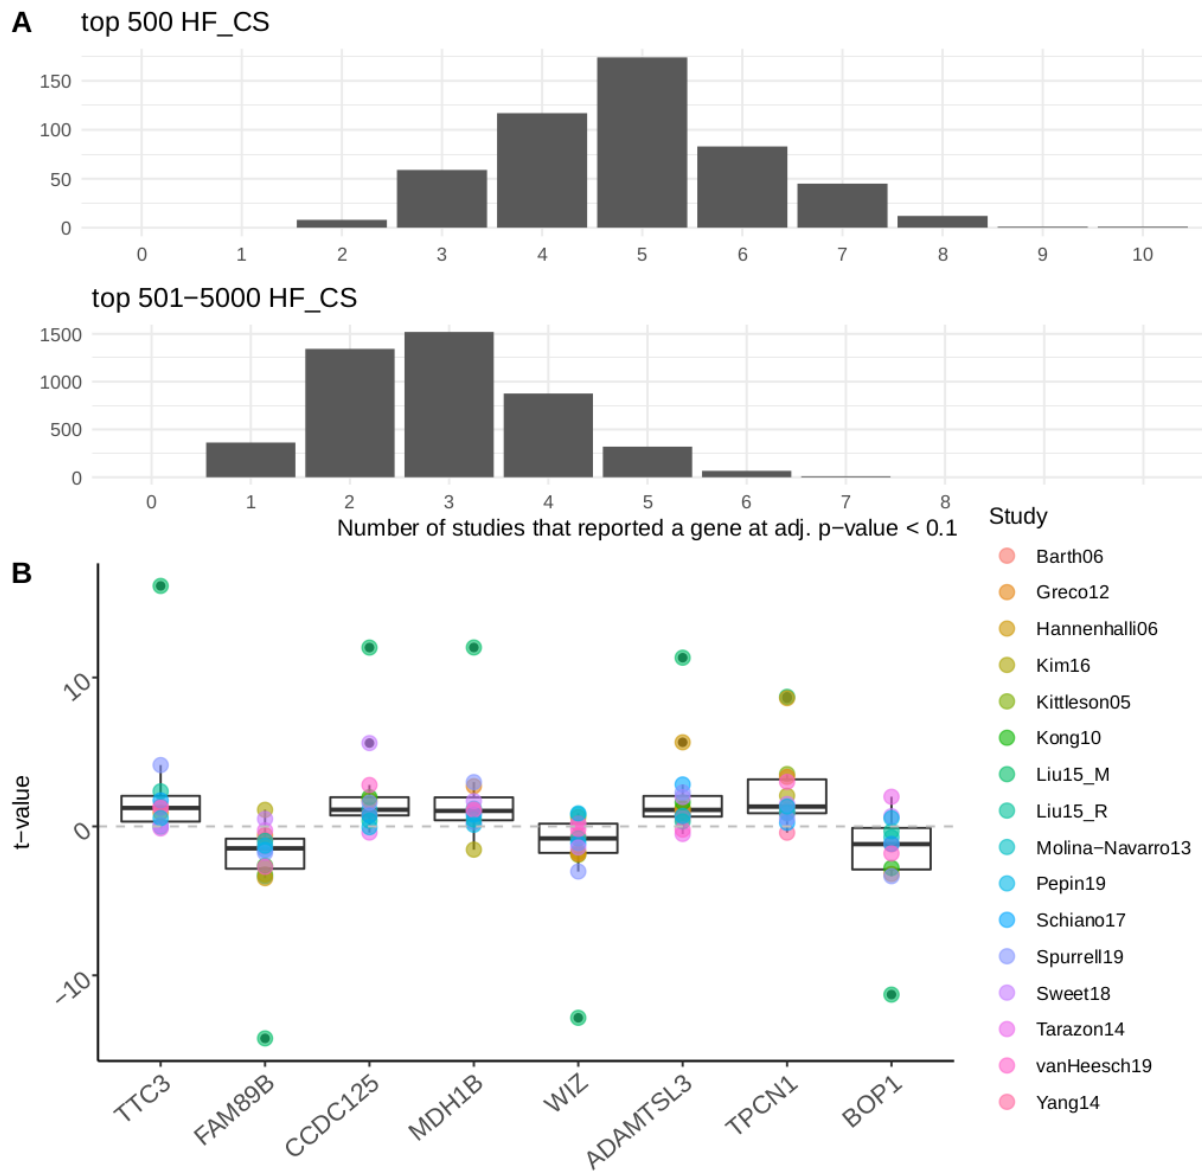 A
top 500 HF_CS
150
100
50
0
0 1 2 3 4 5 6 7 8 9 10
top 501−5000 HF_CS
1500
1000
500
0
0 1 2 3 4 5 6 7 8
Number of studies that reported a gene at adj. p−value < 0.1
B
t−value
10
0
−10
TTC3
FAM89B
CCDC125
MDH1B
WIZ
ADAMTSL3
TPCN1
BOP1
Study
Barth06
Greco12
Hannenhalli06
Kim16
Kittleson05
Kong10
Liu15_M
Liu15_R
Molina−Navarro13
Pepin19
Schiano17
Spurrell19
Sweet18
Tarazon14
vanHeesch19
Yang14